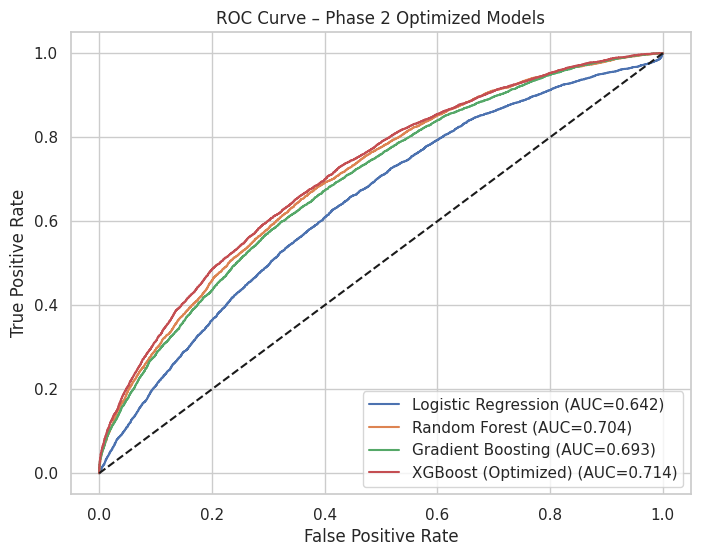 ROC Curve – Phase 2 Optimized Models
True Positive Rate
1.0
0.8
0.6
0.4
0.2
0.0
Logistic Regression (AUC=0.642)
Random Forest (AUC=0.704)
Gradient Boosting (AUC=0.693)
XGBoost (Optimized) (AUC=0.714)
0.0 0.2 0.4 0.6 0.8 1.0
False Positive Rate